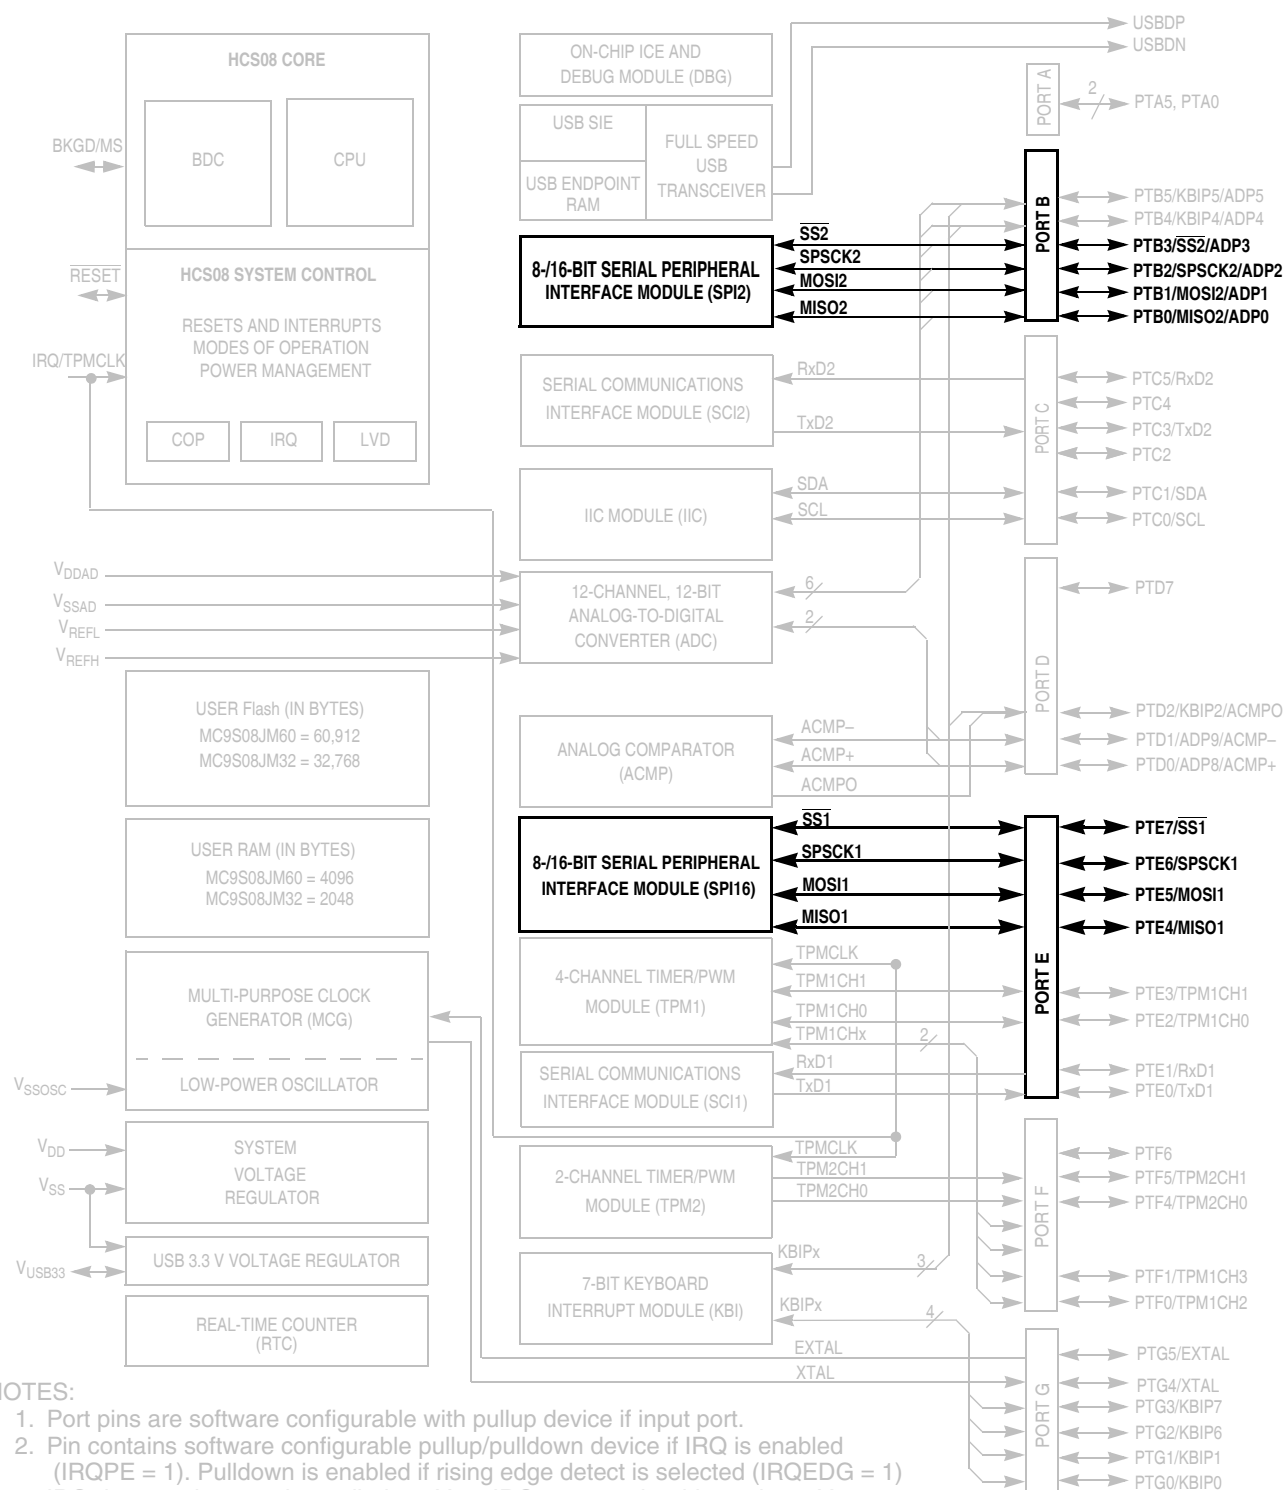 USBDP
USBDN
HCS08 CORE
BDC
CPU
BKGD/MS
RESET
HCS08 SYSTEM CONTROL
RESETS AND INTERRUPTS
MODES OF OPERATION
POWER MANAGEMENT
IRQ/TPMCLK
COP
IRQ
LVD
VDDAD
VSSAD
VREFL
VREFH
USER Flash (IN BYTES)
MC9S08JM60 = 60,912
MC9S08JM32 = 32,768
USER RAM (IN BYTES)
MC9S08JM60 = 4096
MC9S08JM32 = 2048
MULTI-PURPOSE CLOCK
GENERATOR (MCG)
LOW-POWER OSCILLATOR
VSSOSC
VDD
VSS
SYSTEM
VOLTAGE
REGULATOR
USB 3.3 V VOLTAGE REGULATOR
VUSB33
REAL-TIME COUNTER
(RTC)
ON-CHIP ICE AND
DEBUG MODULE (DBG)
USB SIE
USB ENDPOINT
RAM
FULL SPEED
USB
TRANSCEIVER
8-/16-BIT SERIAL PERIPHERAL
INTERFACE MODULE (SPI2)
SS2
SPSCK2
MOSI2
MISO2
SERIAL COMMUNICATIONS
INTERFACE MODULE (SCI2)
RxD2
TxD2
IIC MODULE (IIC)
SDA
SCL
12-CHANNEL, 12-BIT
ANALOG-TO-DIGITAL
CONVERTER (ADC)
6
2
ANALOG COMPARATOR
(ACMP)
ACMP–
ACMP+
ACMPO
8-/16-BIT SERIAL PERIPHERAL
INTERFACE MODULE (SPI16)
SS1
SPSCK1
MOSI1
MISO1
4-CHANNEL TIMER/PWM
MODULE (TPM1)
TPMCLK
TPM1CH1
TPM1CH0
TPM1CHx
2
SERIAL COMMUNICATIONS
INTERFACE MODULE (SCI1)
RxD1
TxD1
2-CHANNEL TIMER/PWM
MODULE (TPM2)
TPMCLK
TPM2CH1
TPM2CH0
7-BIT KEYBOARD
INTERRUPT MODULE (KBI)
KBIPx
3
KBIPx
4
EXTAL
XTAL
PORT A
2
PTA5, PTA0
PORT B
PTB5/KBIP5/ADP5
PTB4/KBIP4/ADP4
PTB3/SS2/ADP3
PTB2/SPSCK2/ADP2
PTB1/MOSI2/ADP1
PTB0/MISO2/ADP0
PORT C
PTC5/RxD2
PTC4
PTC3/TxD2
PTC2
PTC1/SDA
PTC0/SCL
PORT D
PTD7
PTD2/KBIP2/ACMPO
PTD1/ADP9/ACMP–
PTD0/ADP8/ACMP+
PORT E
PTE7/SS1
PTE6/SPSCK1
PTE5/MOSI1
PTE4/MISO1
PTE3/TPM1CH1
PTE2/TPM1CH0
PTE1/RxD1
PTE0/TxD1
PORT F
PTF6
PTF5/TPM2CH1
PTF4/TPM2CH0
PTF1/TPM1CH3
PTF0/TPM1CH2
PORT G
PTG5/EXTAL
PTG4/XTAL
PTG3/KBIP7
PTG2/KBIP6
PTG1/KBIP1
PTG0/KBIP0
NOTES:
1. Port pins are software configurable with pullup device if input port.
2. Pin contains software configurable pullup/pulldown device if IRQ is enabled
(IRQPE = 1). Pulldown is enabled if rising edge detect is selected (IRQEDG = 1)